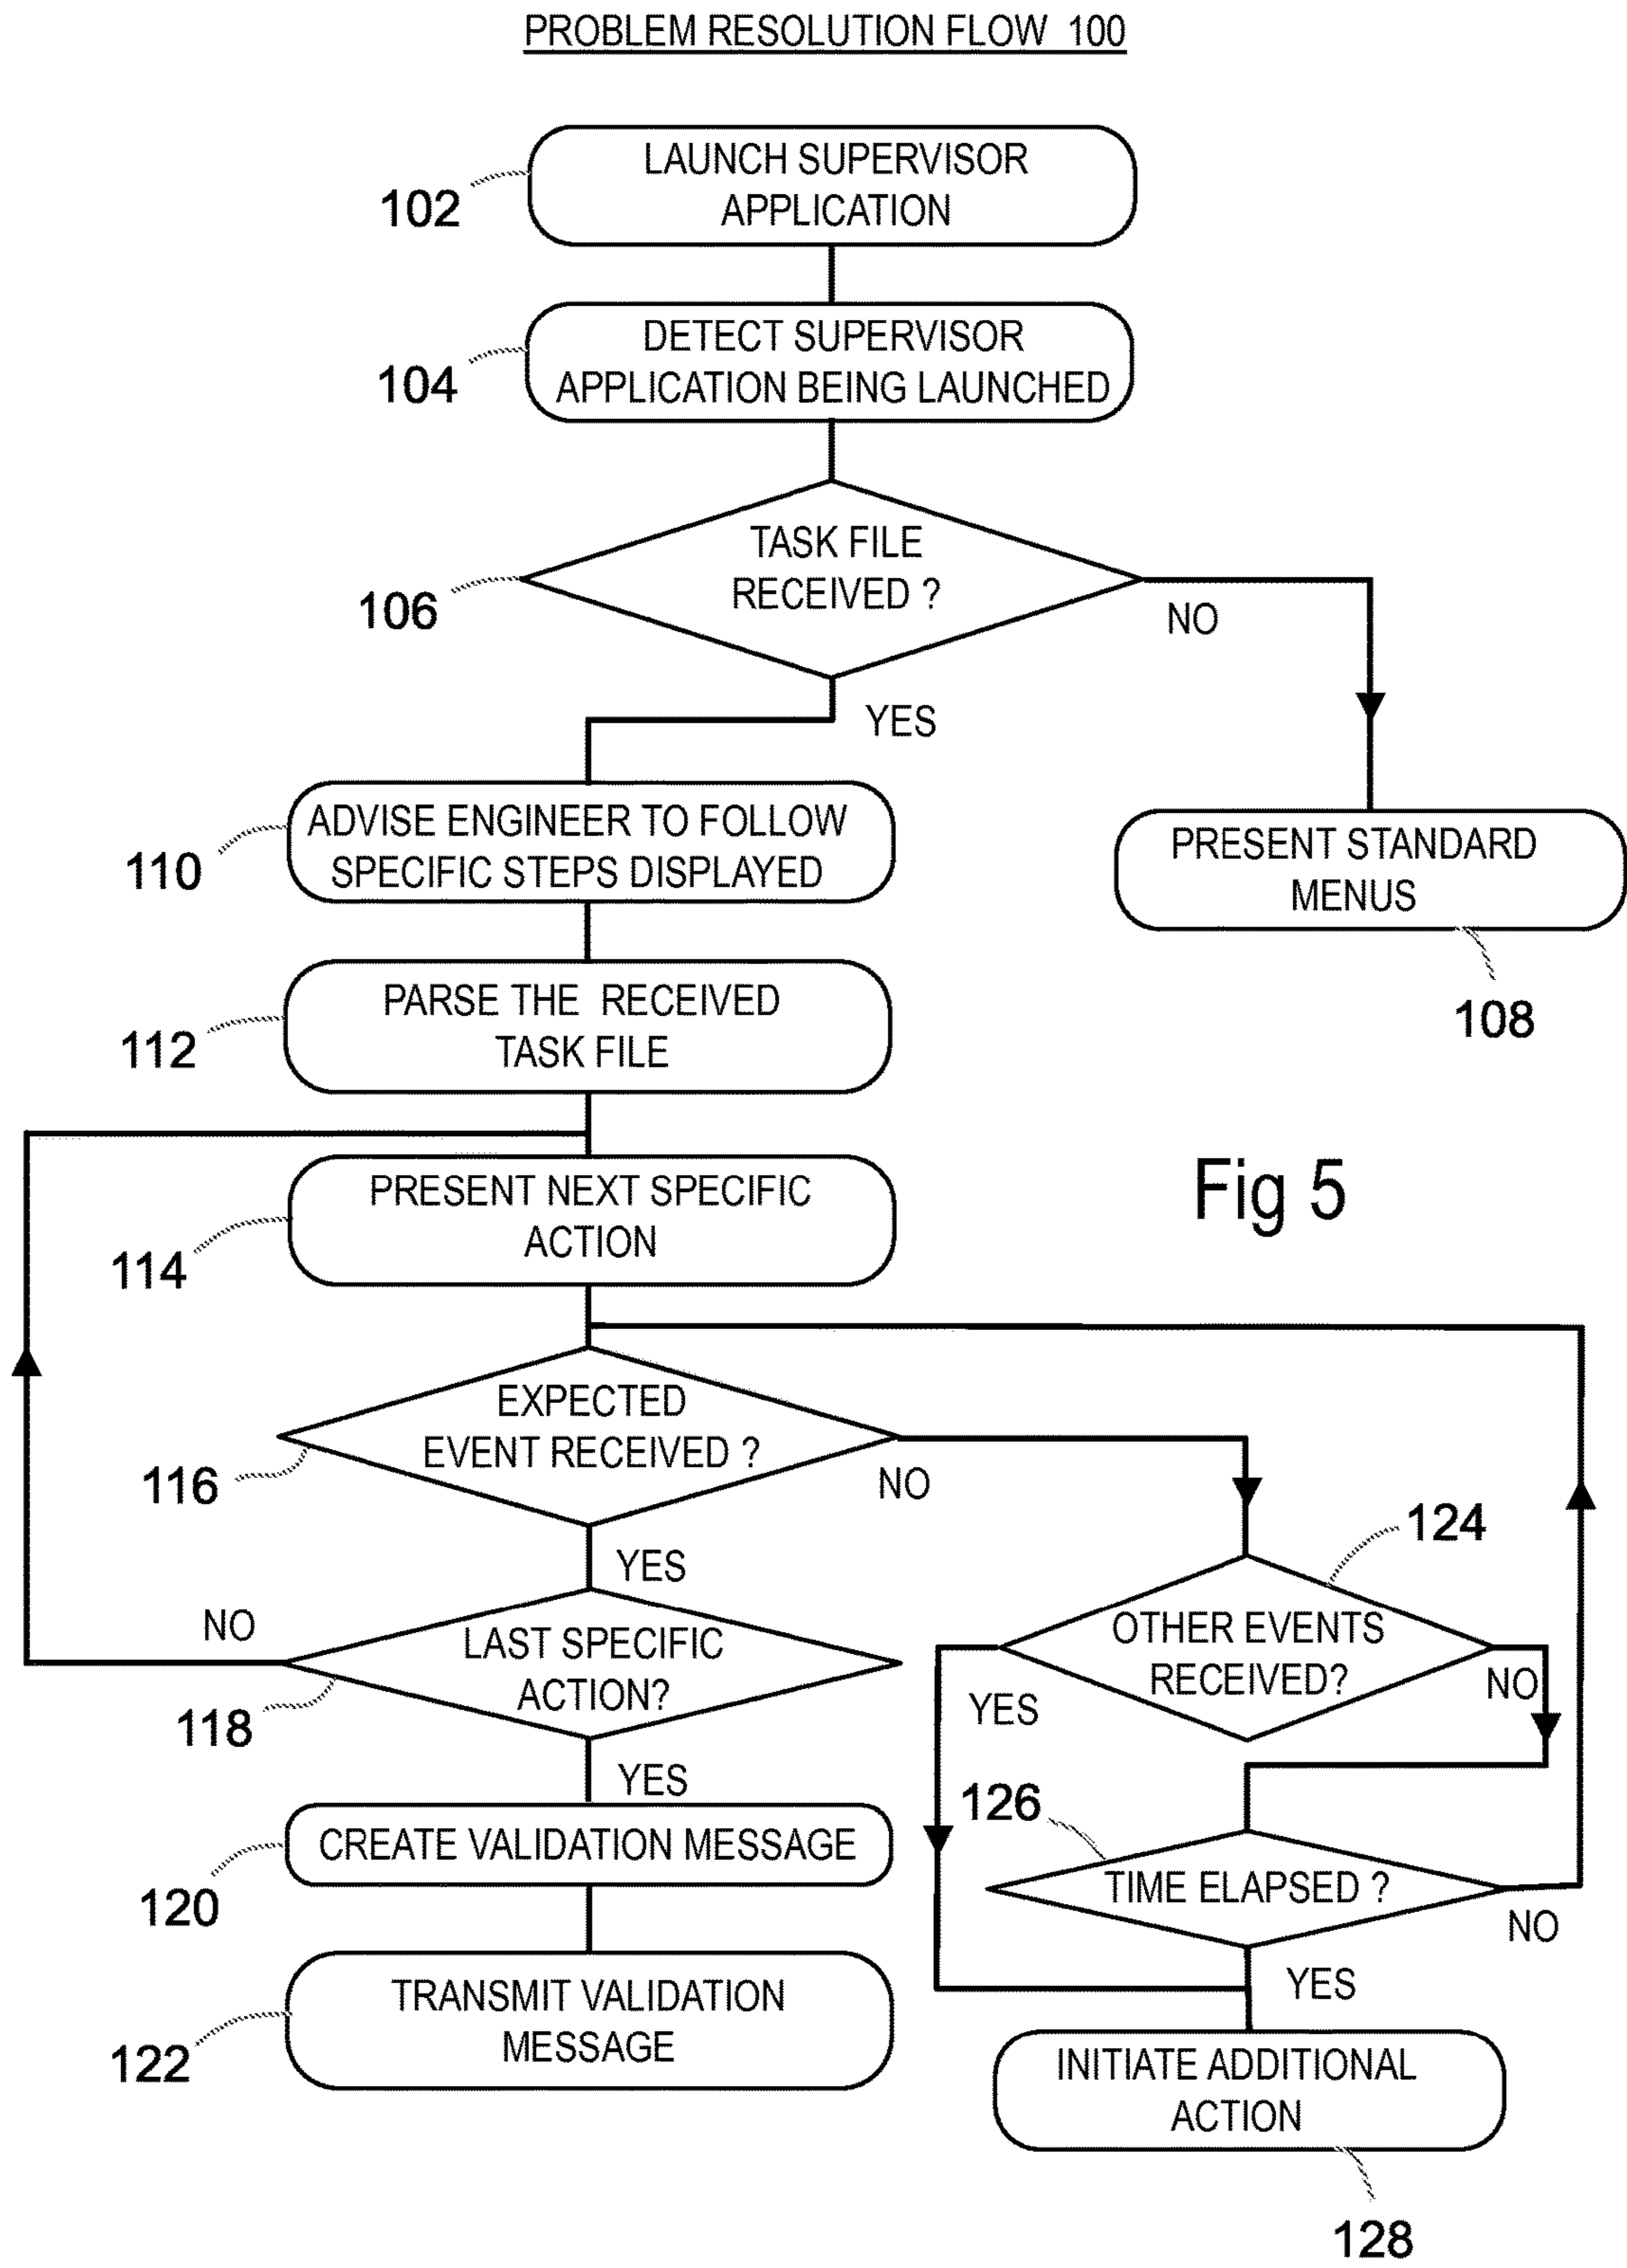 PROBLEM RESOLUTION FLOW 100
LAUNCH SUPERVISOR
APPLICATION
102
DETECT SUPERVISOR
APPLICATION BEING LAUNCHED
104
TASK FILE
RECEIVED ?
106
NO
YES
ADVISE ENGINEER TO FOLLOW
SPECIFIC STEPS DISPLAYED
110
PRESENT STANDARD
MENUS
108
PARSE THE RECEIVED
TASK FILE
112
PRESENT NEXT SPECIFIC
ACTION
114
Fig 5
EXPECTED
EVENT RECEIVED ?
116
NO
YES
124
OTHER EVENTS
RECEIVED?
YES
NO
NO
LAST SPECIFIC
ACTION?
118
YES
126
TIME ELAPSED ?
NO
YES
CREATE VALIDATION MESSAGE
120
TRANSMIT VALIDATION
MESSAGE
122
INITIATE ADDITIONAL
ACTION
128